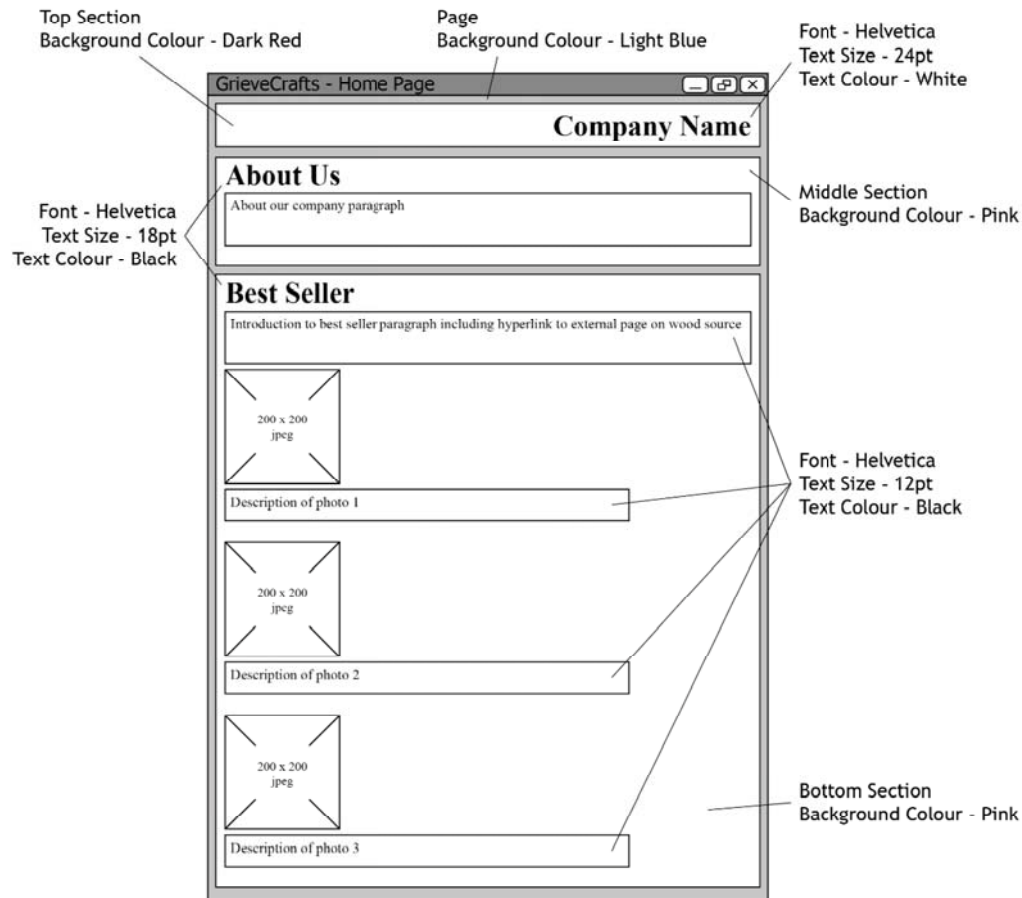 Top Section
Background Colour - Dark Red
Page
Background Colour - Light Blue
Font - Helvetica
Text Size - 24pt
Text Colour - White
GrieveCrafts - Home Page
Company Name
About Us
About our company paragraph
Middle Section
Background Colour - Pink
Font - Helvetica
Text Size - 18pt
Text Colour - Black
Best Seller
Introduction to best seller paragraph including hyperlink to external page on wood source
200 x 200
jpeg
Description of photo 1
Font - Helvetica
Text Size - 12pt
Text Colour - Black
200 x 200
jpeg
Description of photo 2
200 x 200
jpeg
Bottom Section
Background Colour - Pink
Description of photo 3